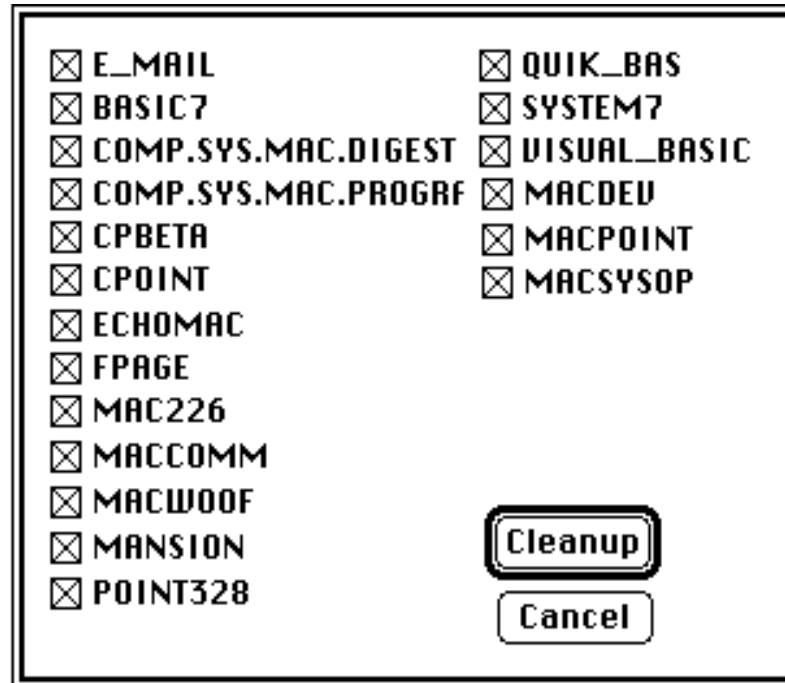 E_MAIL
BASIC7
COMP.SYS.MAC.DIGEST
COMP.SYS.MAC.PROGRF
CPBETA
CPOINT
ECHOMAC
FPAGE
MAC226
MACCOMM
MACWOOF
MANSION
POINT328
QUIK_BAS
SYSTEM7
VISUAL_BASIC
MACDEV
MACPOINT
MACSYSOP
Cleanup
Cancel